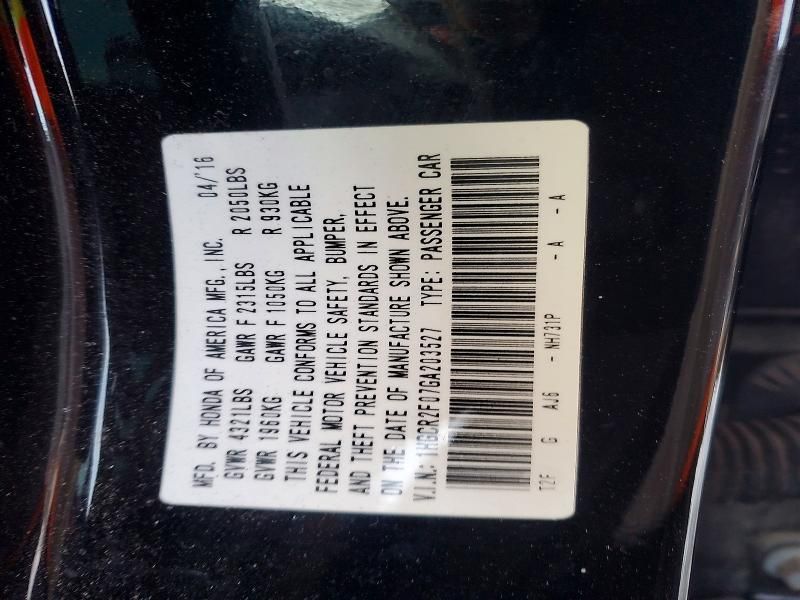 MFD. BY HONDA OF AMERICA MFG., INC. 04/'16
GVWR 4321LBS GAWR F 2315LBS R 2050LBS
GVWR 1960KG GAWR F 1050KG R 930KG
THIS VEHICLE CONFORMS TO ALL APPLICABLE
FEDERAL MOTOR VEHICLE SAFETY, BUMPER,
AND THEFT PREVENTION STANDARDS IN EFFECT
ON THE DATE OF MANUFACTURE SHOWN ABOVE.
V.I.N.: 1HGCR2F07GA203527 TYPE: PASSENGER CAR
T2F G AJ6 - NH731P - A - A